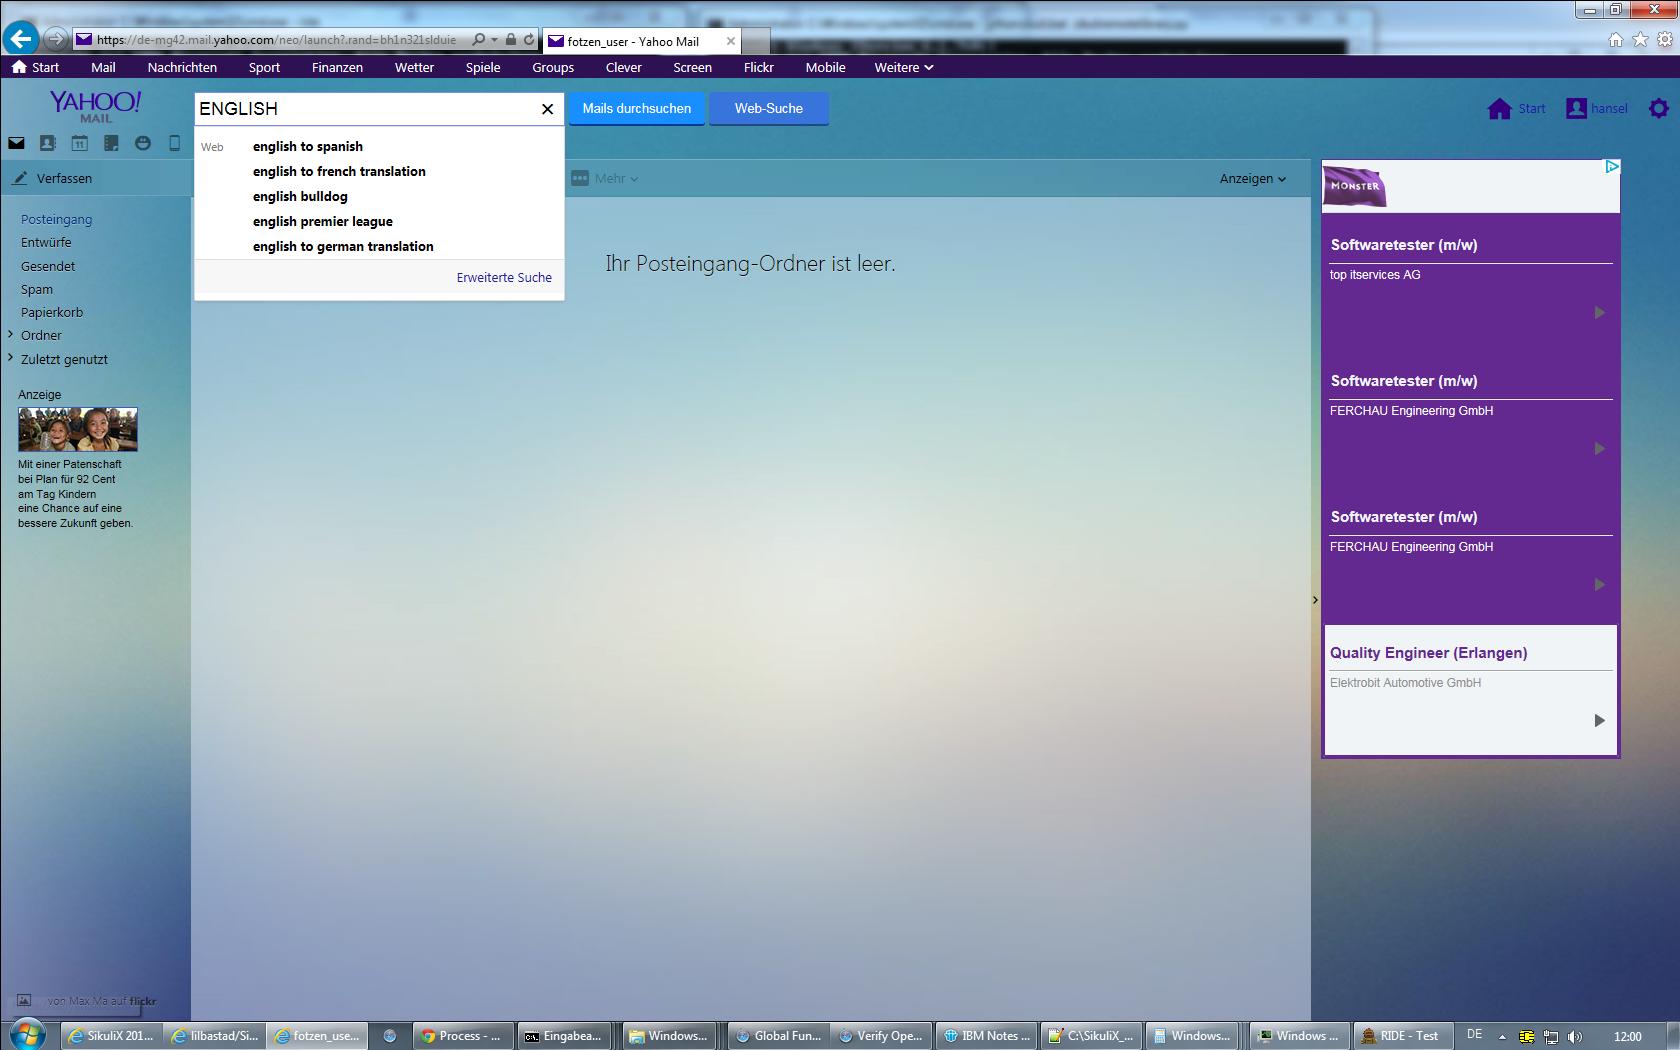 https://de-mg42.mail.yahoo.com/neo/launch?.rand=bh1n321slduie
fotzen_user - Yahoo Mail
Start Mail Nachrichten Sport Finanzen Wetter Spiele Groups Clever Screen Flickr Mobile Weitere
YAHOO!
MAIL
ENGLISH
Mails durchsuchen
Web-Suche
Start
hansel
11
Web
english to spanish
english to french translation
english bulldog
english premier league
english to german translation
Erweiterte Suche
Verfassen
Mehr
Anzeigen
Posteingang
Entwürfe
Gesendet
Spam
Papierkorb
Ordner
Zuletzt genutzt
Ihr Posteingang-Ordner ist leer.
Anzeige
Mit einer Patenschaft
bei Plan für 92 Cent
am Tag Kindern
eine Chance auf eine
bessere Zukunft geben.
MONSTER
Softwaretester (m/w)
top itservices AG
Softwaretester (m/w)
FERCHAU Engineering GmbH
Softwaretester (m/w)
FERCHAU Engineering GmbH
Quality Engineer (Erlangen)
Elektrobit Automotive GmbH
von Max Ma auf flickr
SikuliX 201... lilbastad/Si... fotzen_use... Process - ... Eingabea... Windows... Global Fun... Verify Ope... IBM Notes ... C:\SikuliX_... Windows... Windows ... RIDE - Test DE 12:00